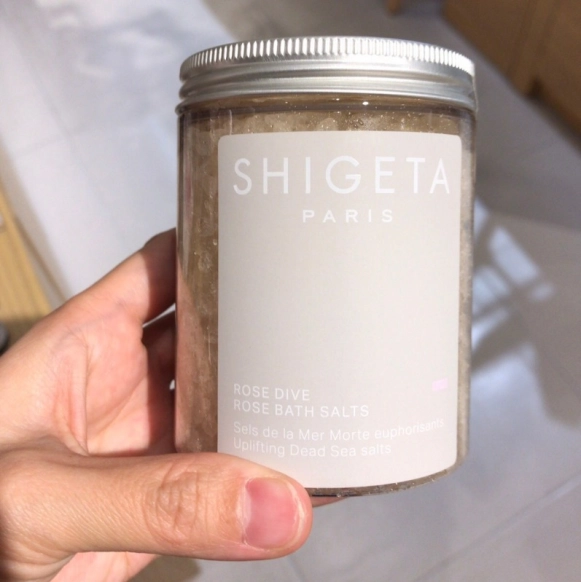 SHIGETA
PARIS
ROSE DIVE
ROSE BATH SALTS
Sels de la Mer Morte euphorisants
Uplifting Dead Sea salts